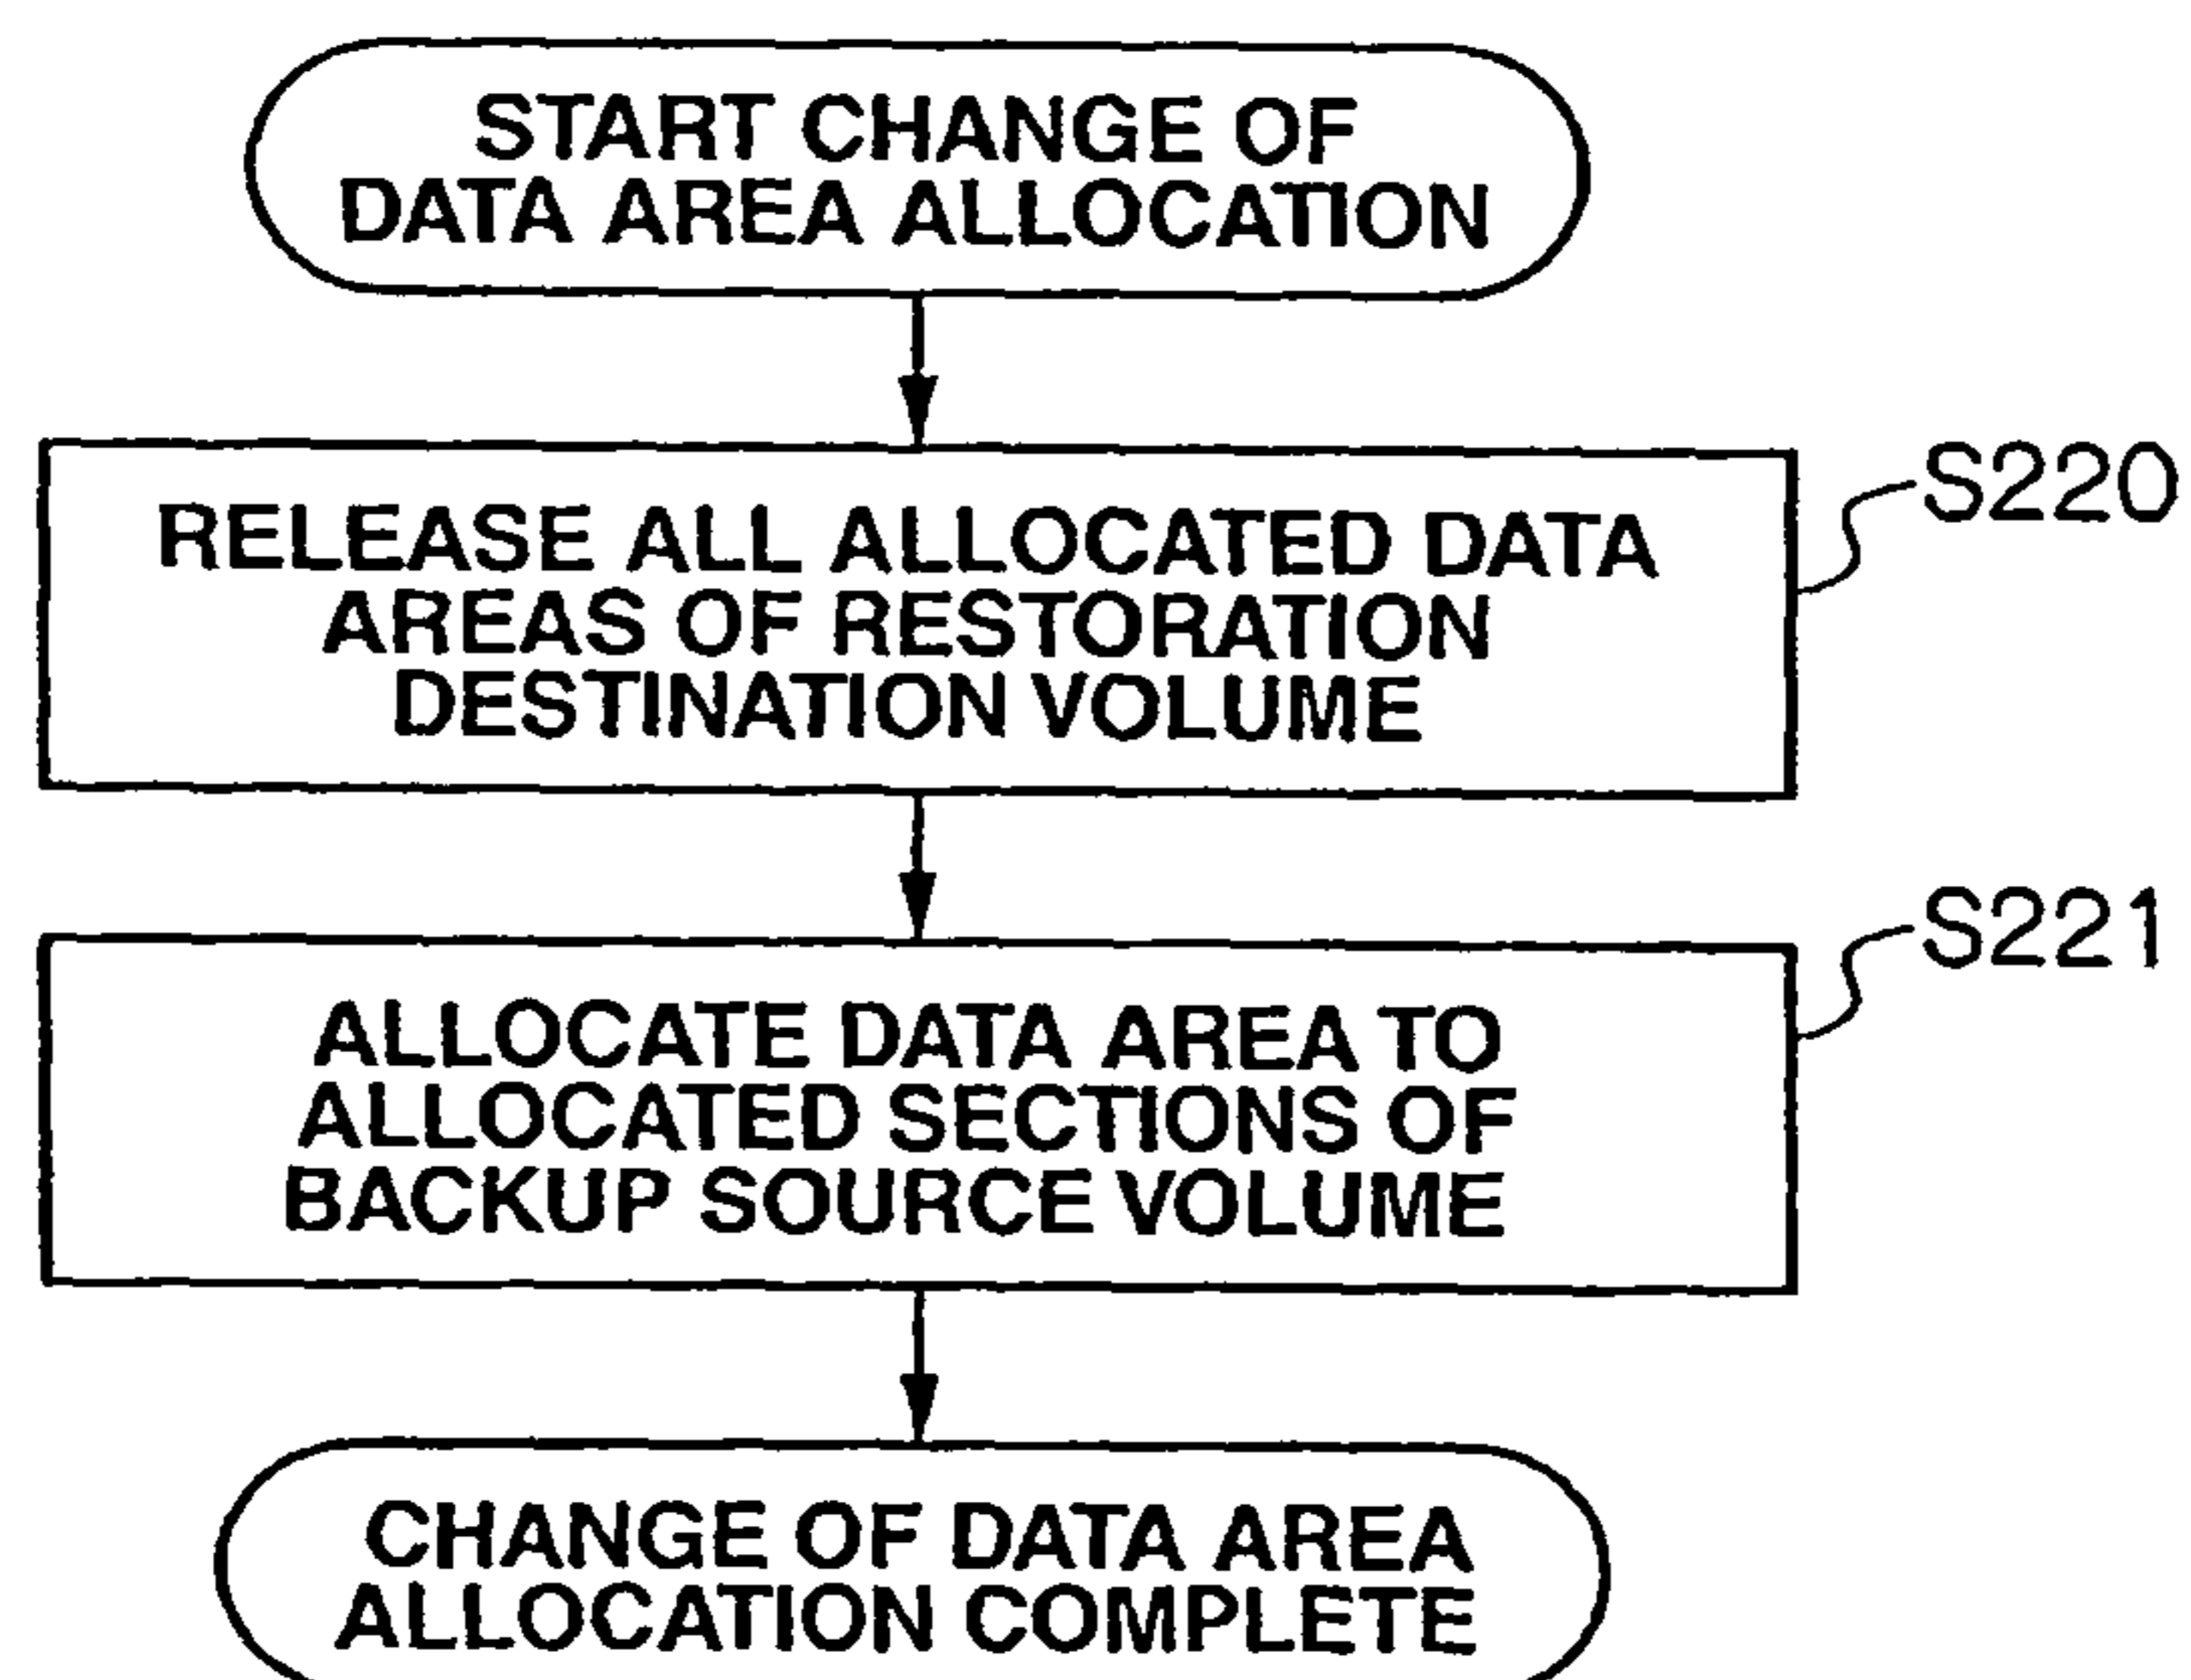 START CHANGE OF
DATA AREA ALLOCATION
S220
RELEASE ALL ALLOCATED DATA
AREAS OF RESTORATION
DESTINATION VOLUME
S221
ALLOCATE DATA AREA TO
ALLOCATED SECTIONS OF
BACKUP SOURCE VOLUME
CHANGE OF DATA AREA
ALLOCATION COMPLETE